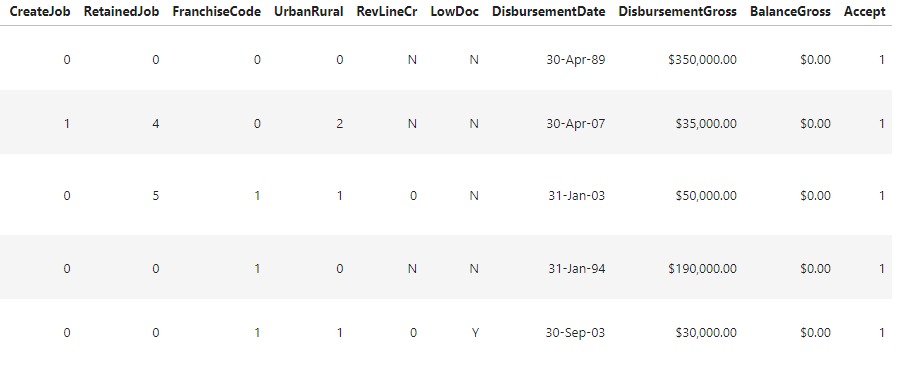 CreateJob RetainedJob FranchiseCode UrbanRural RevLineCr LowDoc DisbursementDate DisbursementGross BalanceGross Accept
0 0 0 0 N N 30-Apr-89 $350,000.00 $0.00 1
1 4 0 2 N N 30-Apr-07 $35,000.00 $0.00 1
0 5 1 1 0 N 31-Jan-03 $50,000.00 $0.00 1
0 0 1 0 N N 31-Jan-94 $190,000.00 $0.00 1
0 0 1 1 0 Y 30-Sep-03 $30,000.00 $0.00 1